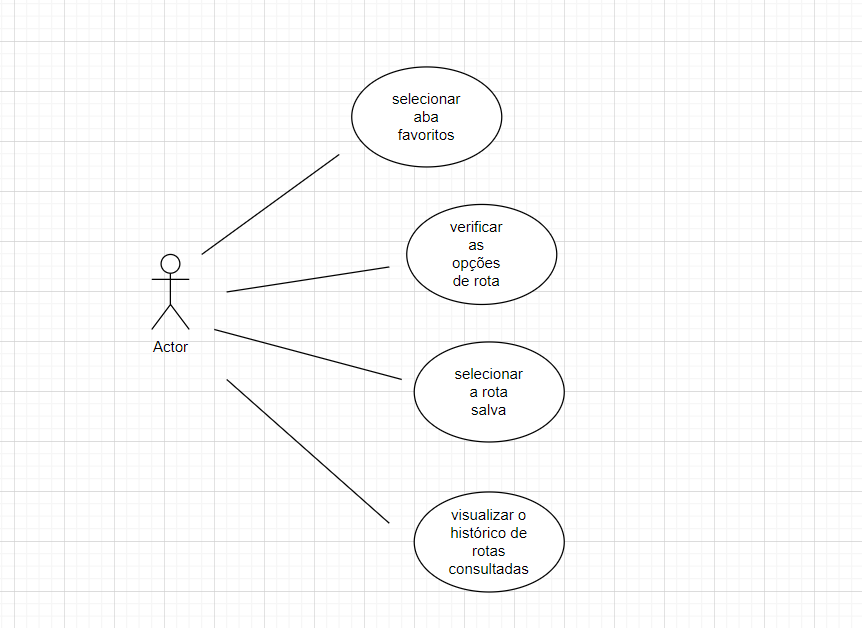 selecionar
aba
favoritos
verificar
as
opções
de rota
Actor
selecionar
a rota
salva
visualizar o
histórico de
rotas
consultadas